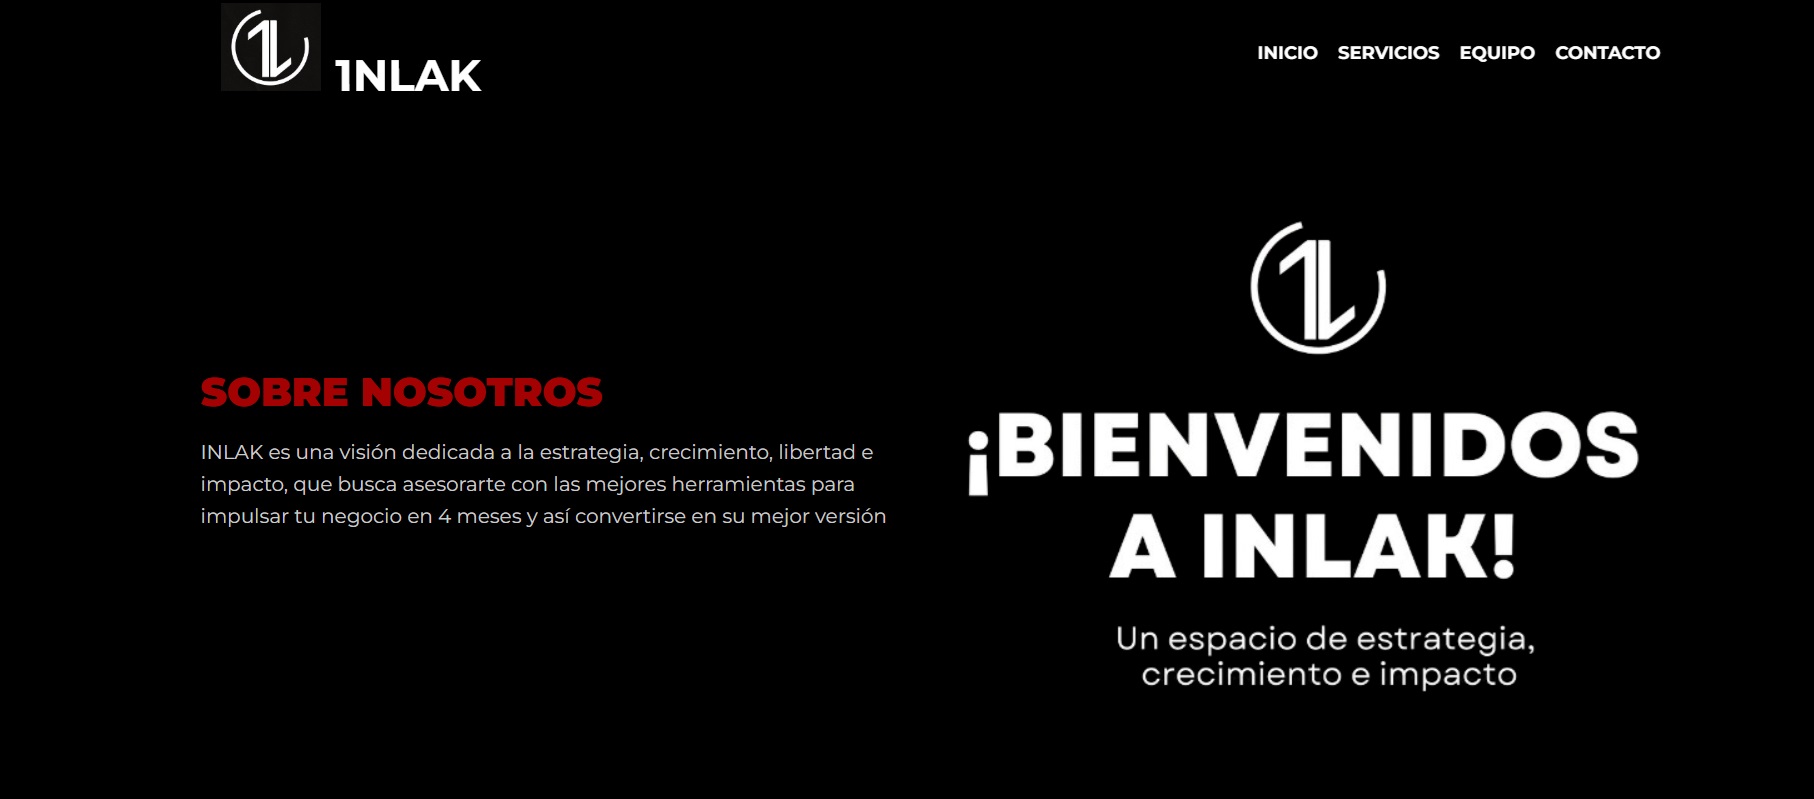 1NLAK
INICIO SERVICIOS EQUIPO CONTACTO
SOBRE NOSOTROS
INLAK es una visión dedicada a la estrategia, crecimiento, libertad e
impacto, que busca asesorarte con las mejores herramientas para
impulsar tu negocio en 4 meses y así convertirse en su mejor versión
¡BIENVENIDOS
A INLAK!
Un espacio de estrategia,
crecimiento e impacto